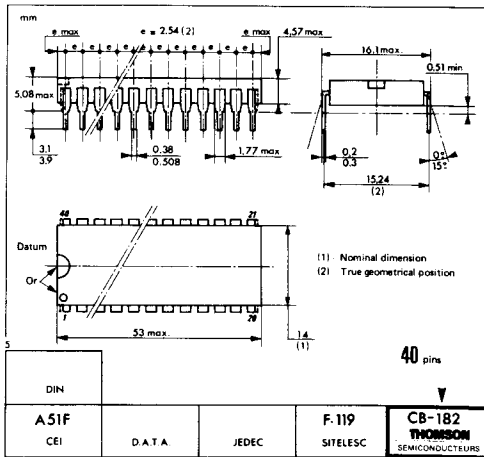 mm
e max
e = 2.54 (2)
e max
4,57 max
e e e e e e e e e e
5,08 max
3.1
3.9
0.38
0.508
1,77 max
16,1 max.
0.51 min
0,2
0.3
0°
15°
15,24
(2)
40
21
Datum
Or
1
20
53 max.
14
(1)
(1) Nominal dimension
(2) True geometrical position
5
40 pins
DIN
A51F
CEI
D.A.T.A.
JEDEC
F-119
SITELESC
CB-182
THOMSON
SEMICONDUCTEURS